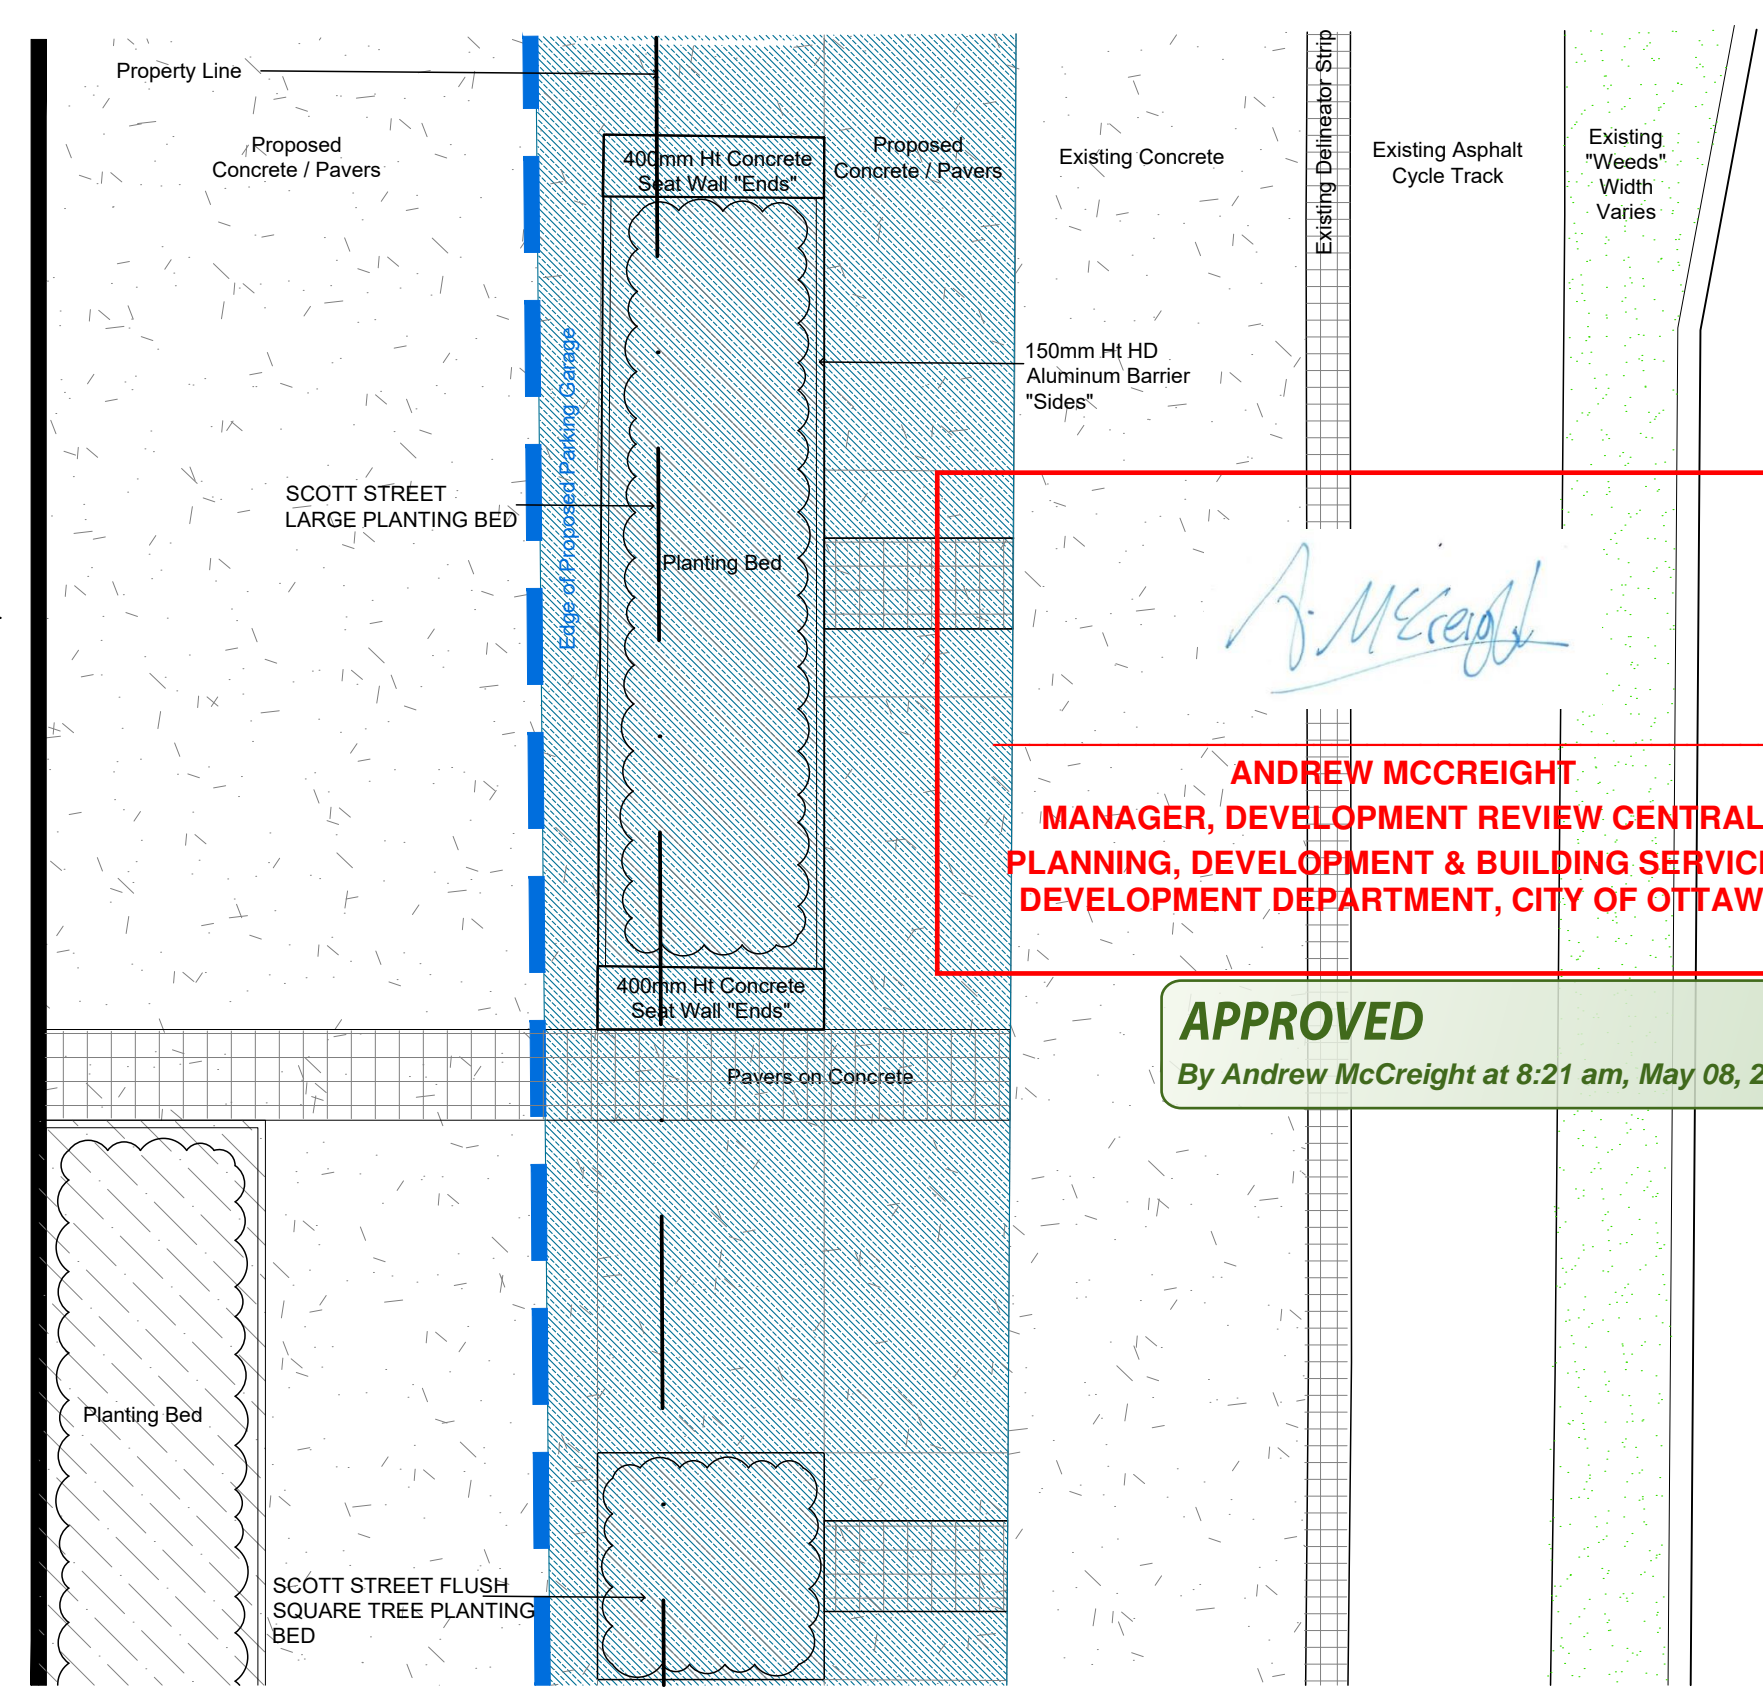 Property Line
Proposed
Concrete / Pavers
400mm Ht Concrete
Seat Wall "Ends"
Proposed
Concrete / Pavers
Existing Concrete
Existing Delineator Strip
Existing Asphalt
Cycle Track
Existing
"Weeds"
Width
Varies
Edge of Proposed Parking Garage
150mm Ht HD
Aluminum Barrier
"Sides"
SCOTT STREET
LARGE PLANTING BED
Planting Bed
A. McCreight
ANDREW MCCREIGHT
MANAGER, DEVELOPMENT REVIEW CENTRAL
PLANNING, DEVELOPMENT & BUILDING SERVIC
DEVELOPMENT DEPARTMENT, CITY OF OTTAW
400mm Ht Concrete
Seat Wall "Ends"
APPROVED
By Andrew McCreight at 8:21 am, May 08, 2
Pavers on Concrete
Planting Bed
SCOTT STREET FLUSH
SQUARE TREE PLANTING
BED